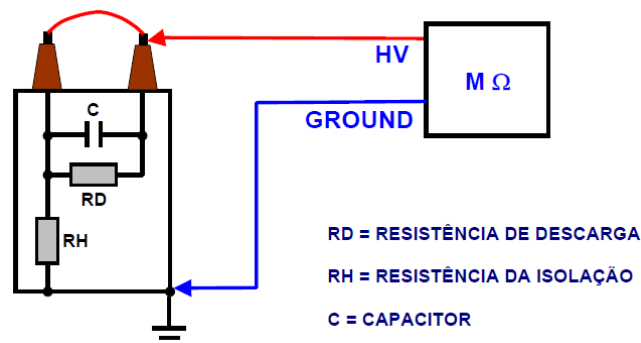 HV
M Ω
GROUND
C
RD
RH
RD = RESISTÊNCIA DE DESCARGA
RH = RESISTÊNCIA DA ISOLAÇÃO
C = CAPACITOR